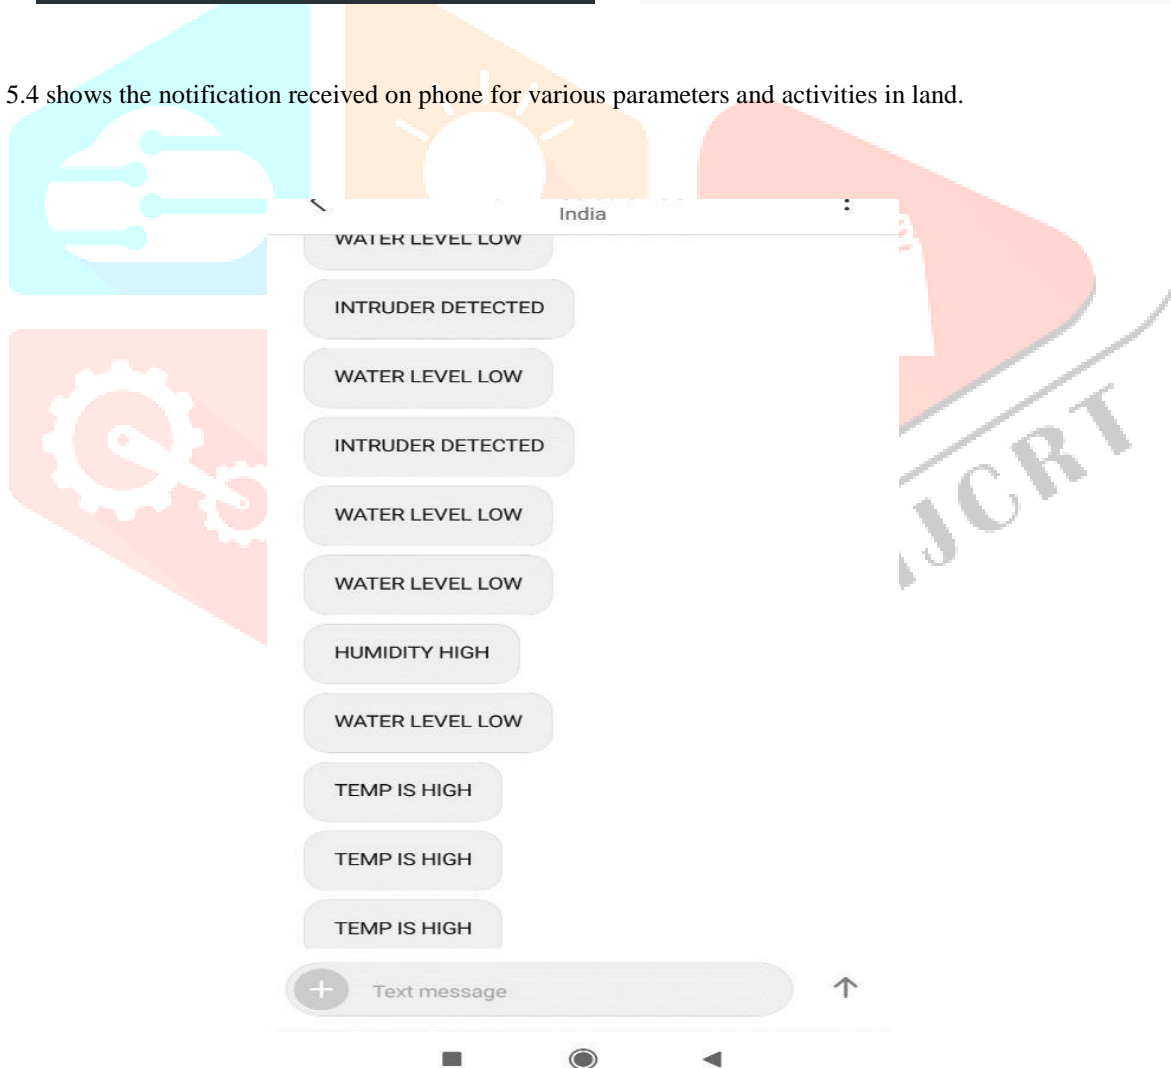 5.4 shows the notification received on phone for various parameters and activities in land.
India
WATER LEVEL LOW
INTRUDER DETECTED
WATER LEVEL LOW
INTRUDER DETECTED
WATER LEVEL LOW
WATER LEVEL LOW
HUMIDITY HIGH
WATER LEVEL LOW
TEMP IS HIGH
TEMP IS HIGH
TEMP IS HIGH
Text message
IJCRT